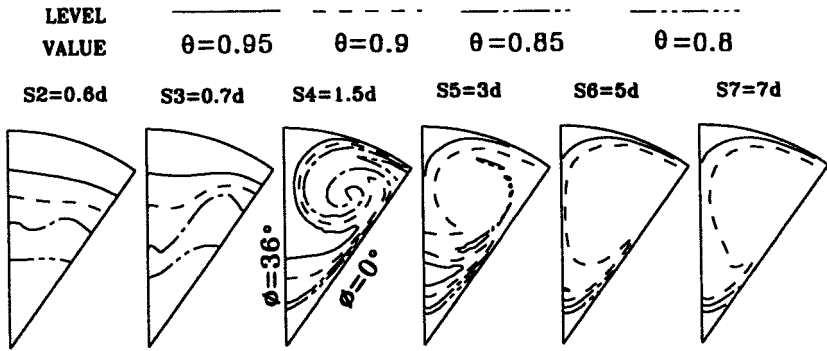 LEVEL
VALUE θ=0.95 θ=0.9 θ=0.85 θ=0.8
S2=0.6d S3=0.7d S4=1.5d S5=3d S6=5d S7=7d
ø=36°
ø=0°